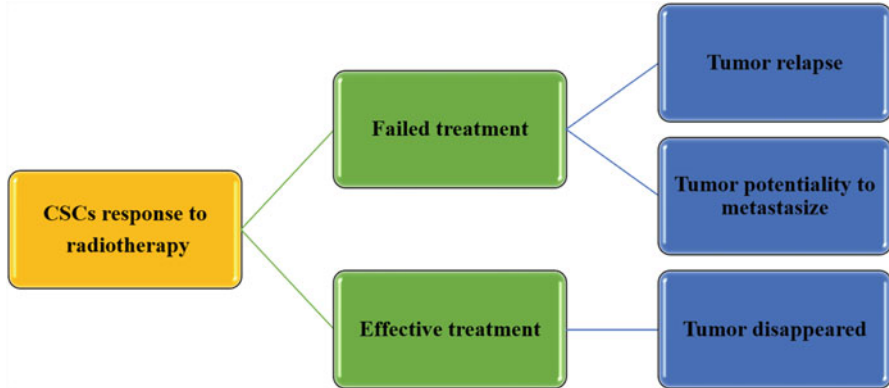 CSCs response to
radiotherapy
Failed treatment
Effective treatment
Tumor relapse
Tumor potentiality to
metastasize
Tumor disappeared